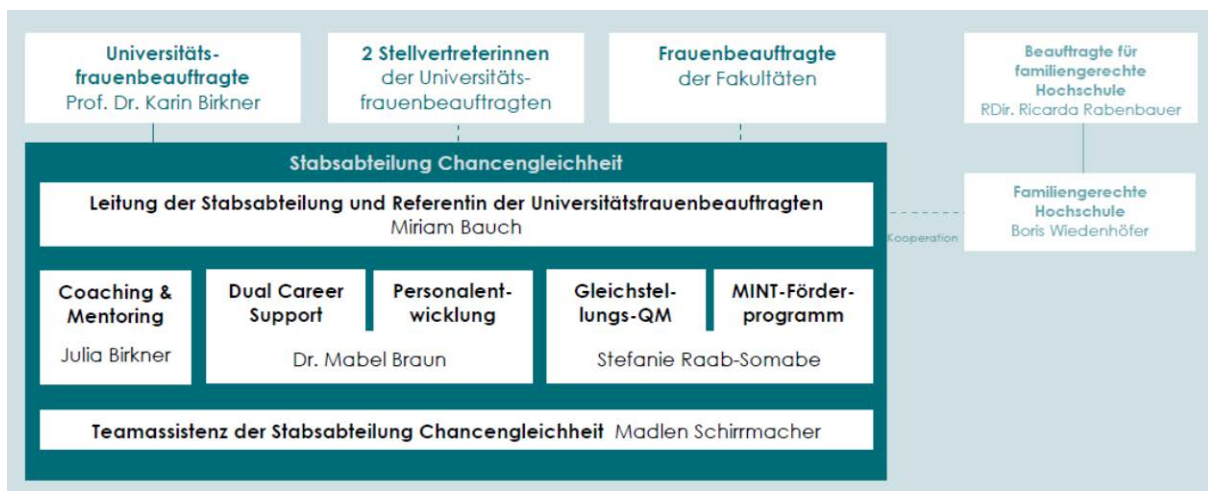 Universitäts-
frauenbeauftragte
Prof. Dr. Karin Birkner
2 Stellvertreterinnen
der Universitäts-
frauenbeauftragten
Frauenbeauftragte
der Fakultäten
Beauftragte für
familiengerechte
Hochschule
RDir. Ricarda Rabenbauer
Stabsabteilung Chancengleichheit
Leitung der Stabsabteilung und Referentin der Universitätsfrauenbeauftragten
Miriam Bauch
Familiengerechte
Hochschule
Boris Wiedenhöfer
Kooperation
Coaching &
Mentoring
Julia Birkner
Dual Career
Support
Personalent-
wicklung
Dr. Mabel Braun
Gleichstel-
lungs-QM
MINT-Förder-
programm
Stefanie Raab-Somabe
Teamassistenz der Stabsabteilung Chancengleichheit Madlen Schirrmacher